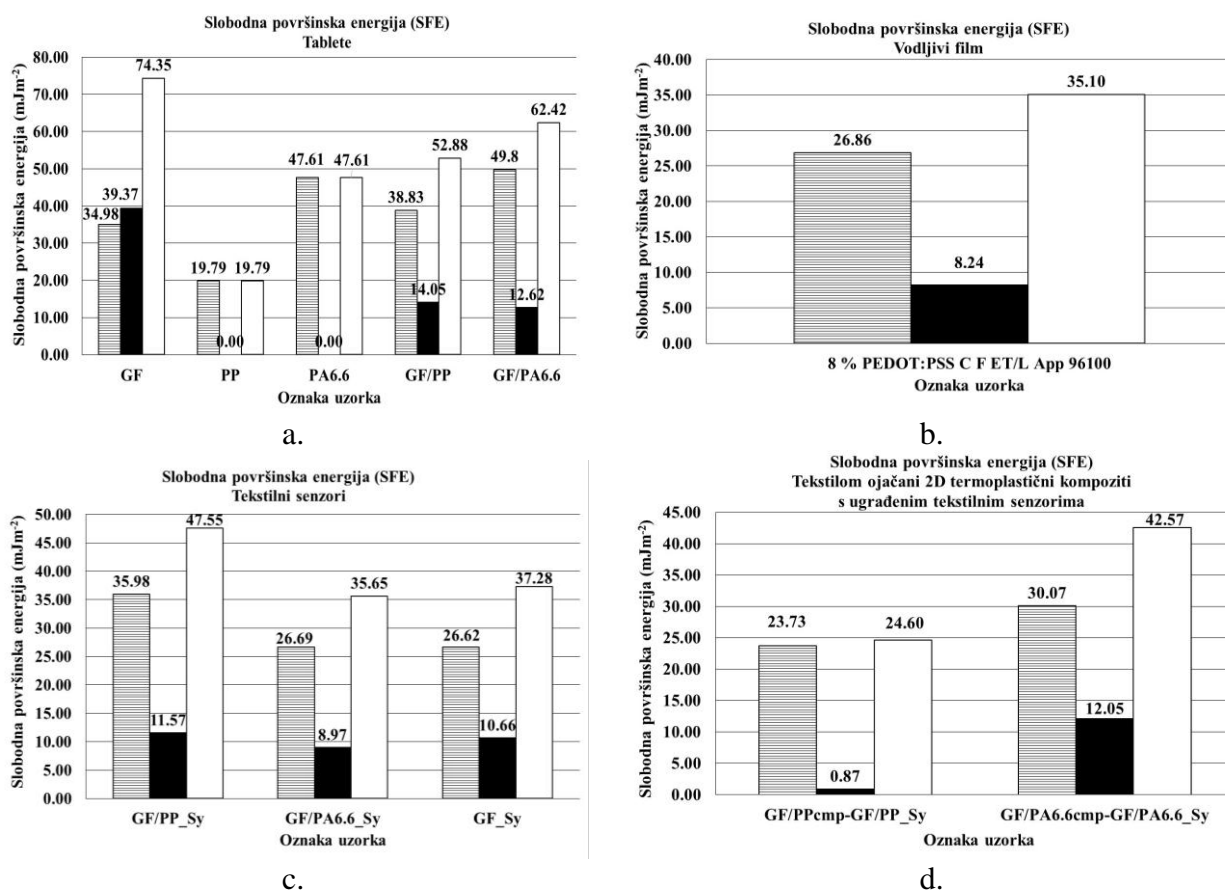 Slobodna površinska energija (SFE)
Tablete
Slobodna površinska energija (mJm⁻²)
80.00
70.00
60.00
50.00
40.00
30.00
20.00
10.00
0.00
34.98
39.37
74.35
19.79
0.00
19.79
47.61
0.00
47.61
38.83
14.05
52.88
49.8
12.62
62.42
GF PP PA6.6 GF/PP GF/PA6.6
Oznaka uzorka
a.
Slobodna površinska energija (SFE)
Vodljivi film
Slobodna površinska energija (mJm⁻²)
40.00
35.00
30.00
25.00
20.00
15.00
10.00
5.00
0.00
26.86
8.24
35.10
8 % PEDOT:PSS C F ET/L App 96100
Oznaka uzorka
b.
Slobodna površinska energija (SFE)
Tekstilni senzori
Slobodna površinska energija (mJm⁻²)
50.00
45.00
40.00
35.00
30.00
25.00
20.00
15.00
10.00
5.00
0.00
35.98
11.57
47.55
26.69
8.97
35.65
26.62
10.66
37.28
GF/PP_Sy GF/PA6.6_Sy GF_Sy
Oznaka uzorka
c.
Slobodna površinska energija (SFE)
Tekstilom ojačani 2D termoplastični kompoziti
s ugrađenim tekstilnim senzorima
Slobodna površinska energija (mJm⁻²)
45.00
40.00
35.00
30.00
25.00
20.00
15.00
10.00
5.00
0.00
23.73
0.87
24.60
30.07
12.05
42.57
GF/PPcmp-GF/PP_Sy GF/PA6.6cmp-GF/PA6.6_Sy
Oznaka uzorka
d.